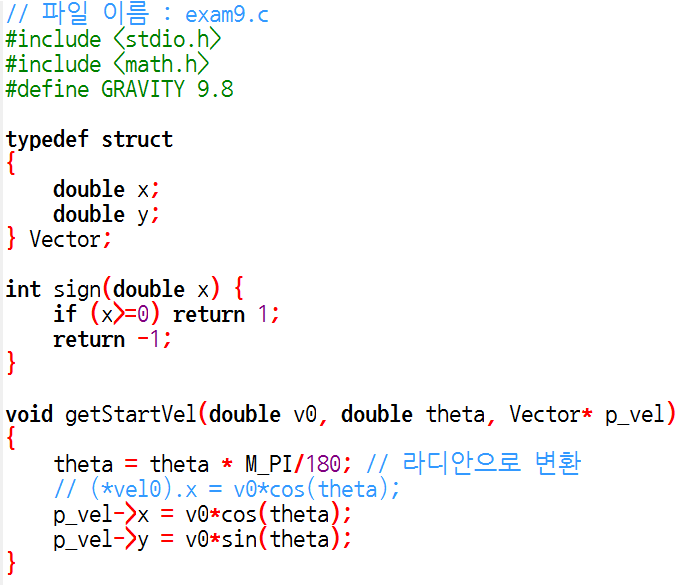 // 파일 이름 : exam9.c
#include <stdio.h>
#include <math.h>
#define GRAVITY 9.8
typedef struct
{
double x;
double y;
} Vector;
int sign(double x) {
if (x>=0) return 1;
return -1;
}
void getStartVel(double v0, double theta, Vector* p_vel)
{
theta = theta * M_PI/180; // 라디안으로 변환
// (*vel0).x = v0*cos(theta);
p_vel->x = v0*cos(theta);
p_vel->y = v0*sin(theta);
}